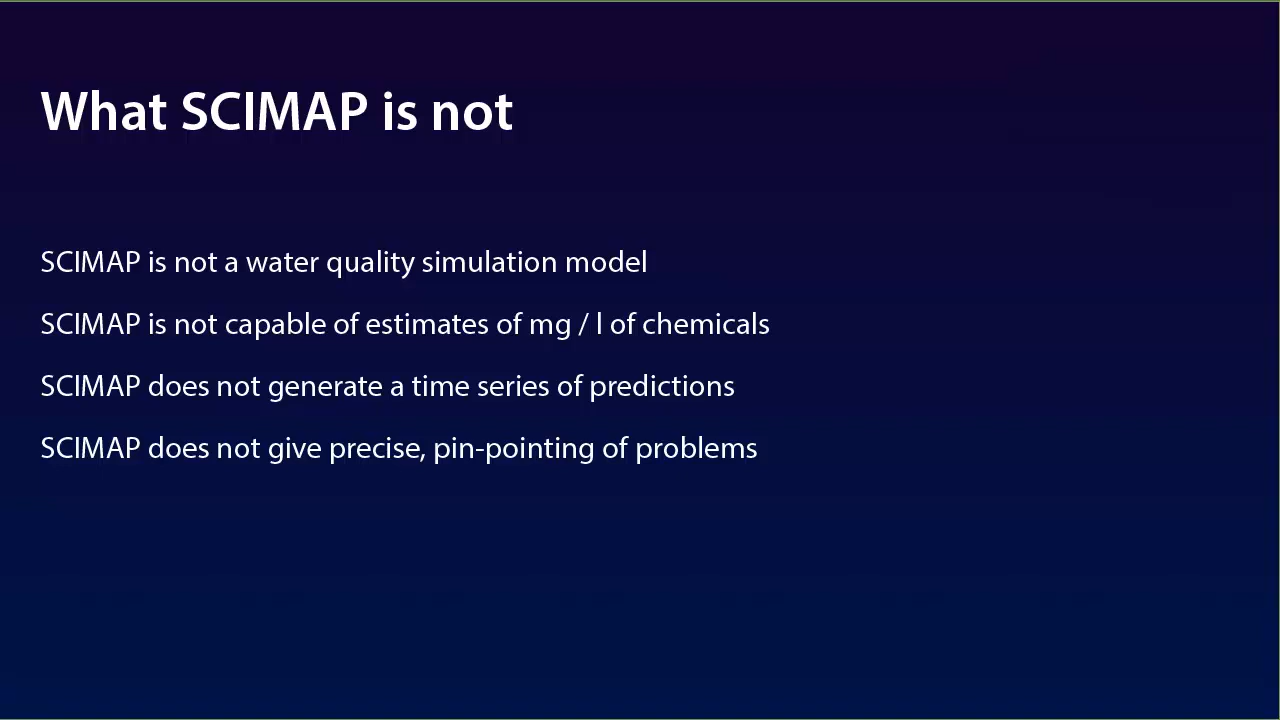 What SCIMAP is not
SCIMAP is not a water quality simulation model
SCIMAP is not capable of estimates of mg / l of chemicals
SCIMAP does not generate a time series of predictions
SCIMAP does not give precise, pin-pointing of problems